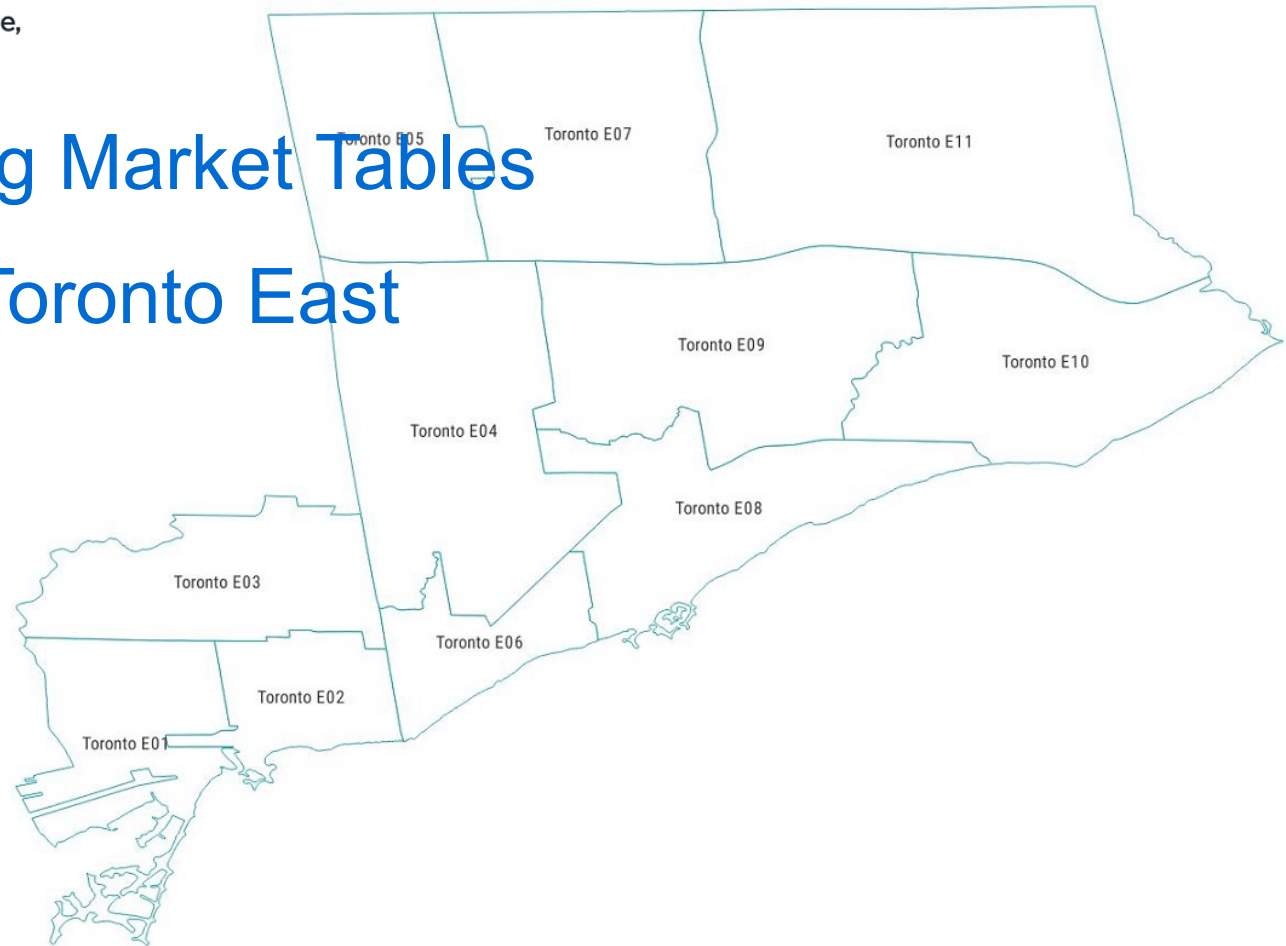 e,
Toronto E05
Toronto E07
Toronto E11
g Market Tables
Toronto East
Toronto E09
Toronto E10
Toronto E04
Toronto E08
Toronto E03
Toronto E06
Toronto E02
Toronto E01